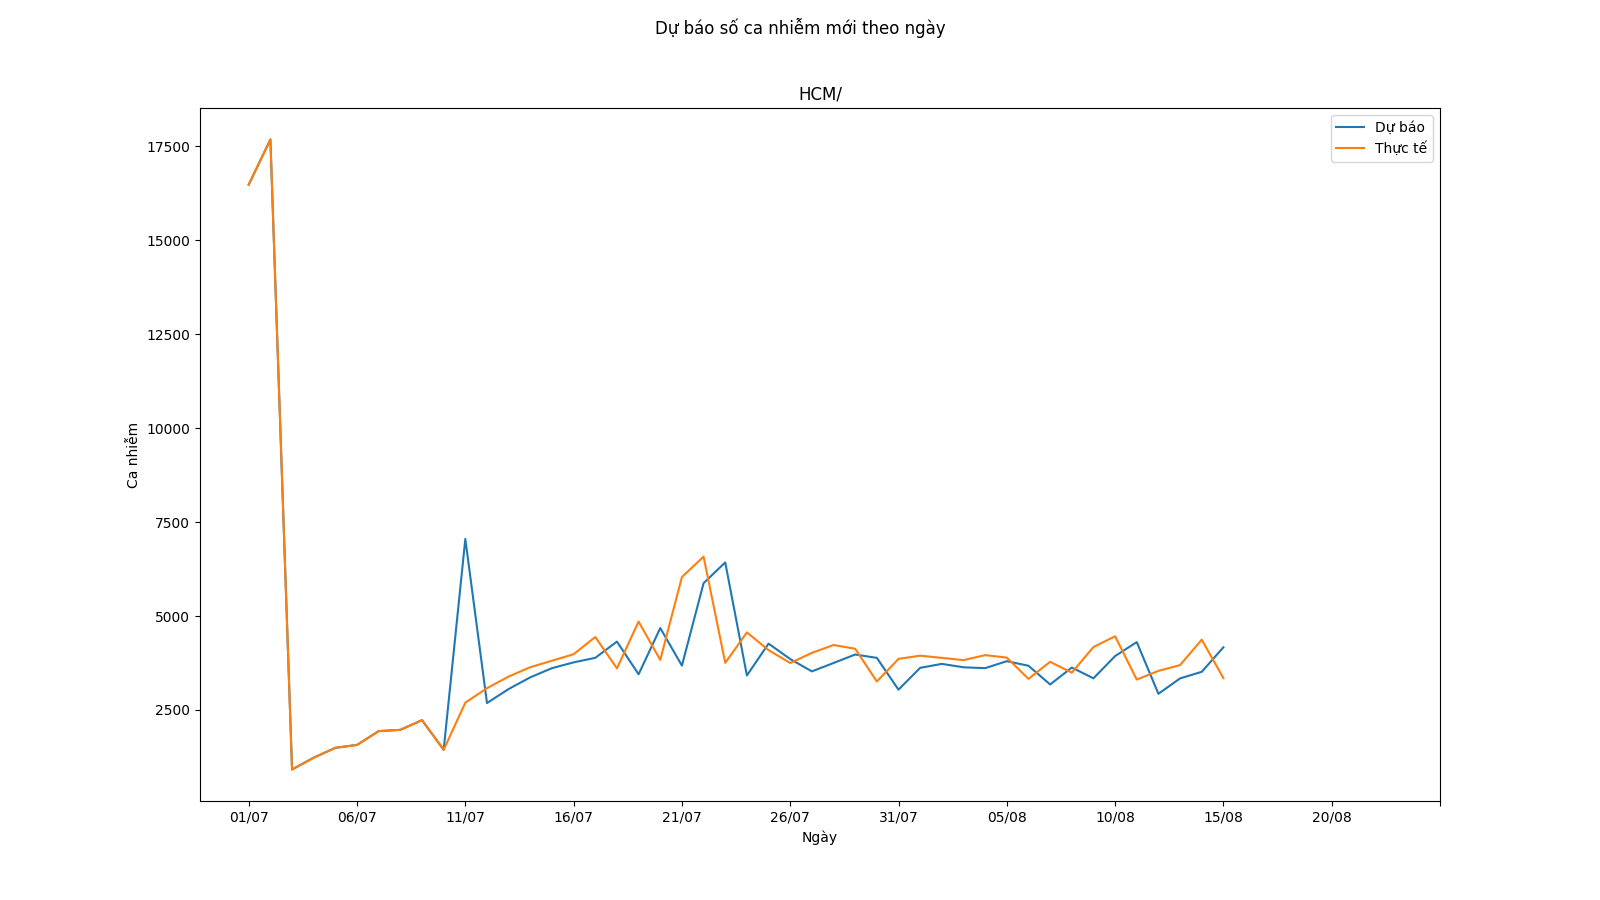 Dự báo số ca nhiễm mới theo ngày
HCM/
Dự báo
Thực tế
17500
15000
12500
10000
7500
5000
2500
Ca nhiễm
01/07 06/07 11/07 16/07 21/07 26/07 31/07 05/08 10/08 15/08 20/08
Ngày